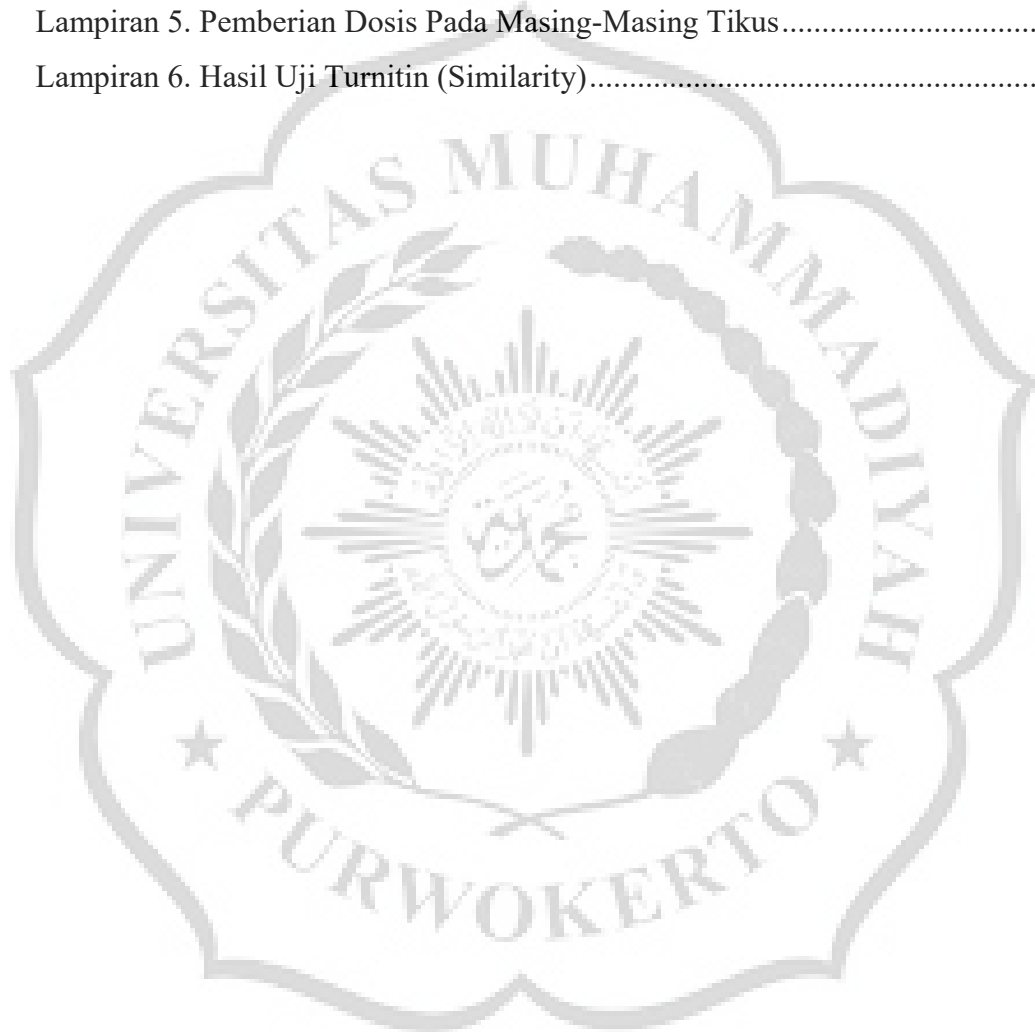 Lampiran 5. Pemberian Dosis Pada Masing-Masing Tikus................................
Lampiran 6. Hasil Uji Turnitin (Similarity)........................................................
UNIVERSITAS MUHAMMADIYAH
★ PURWOKERTO ★